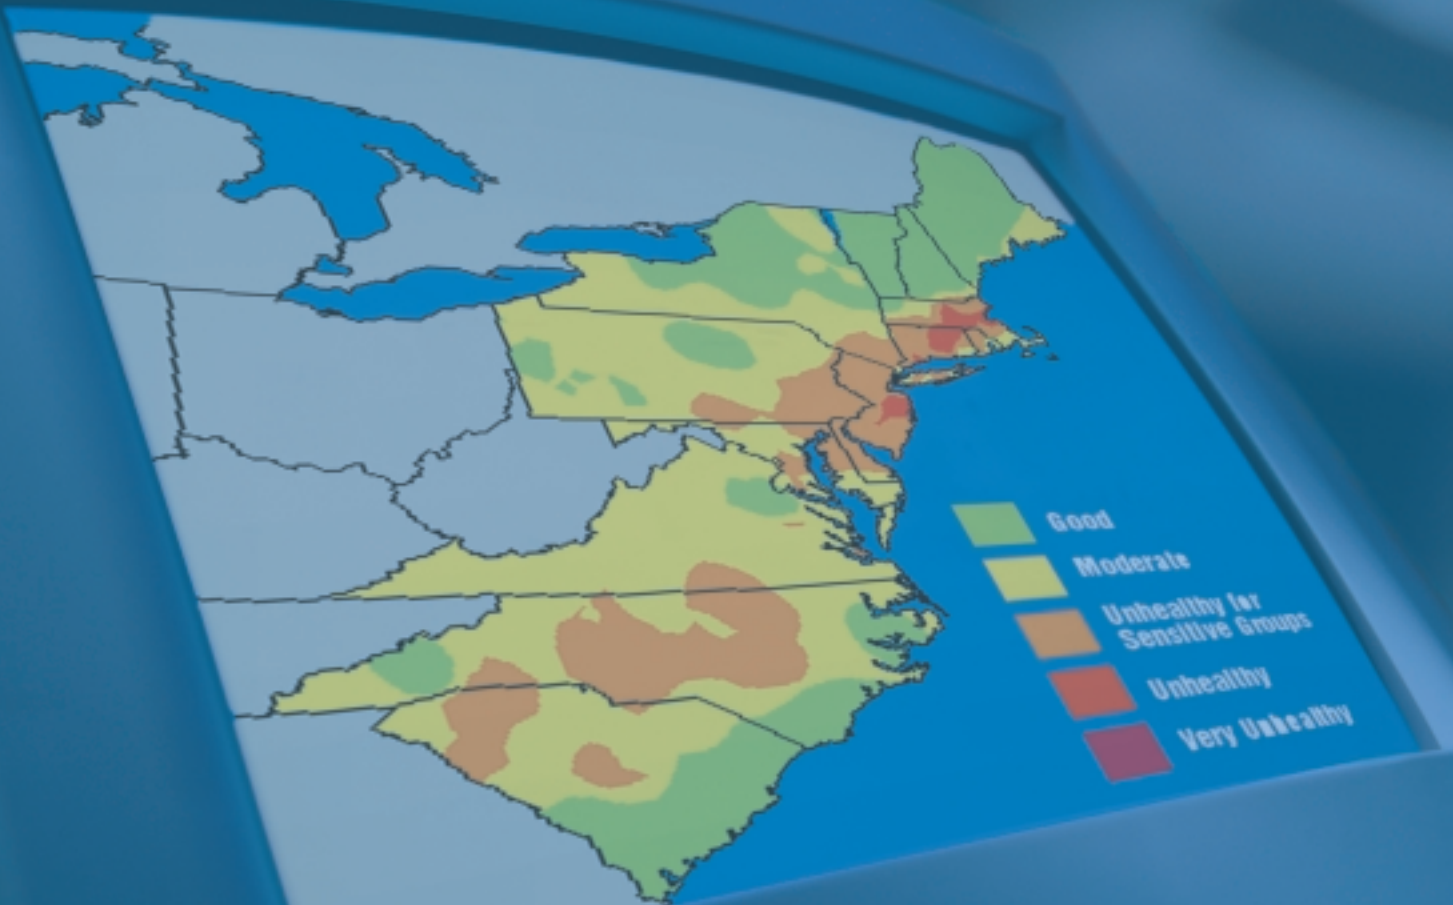 Good
Moderate
Unhealthy for
Sensitive Groups
Unhealthy
Very Unhealthy